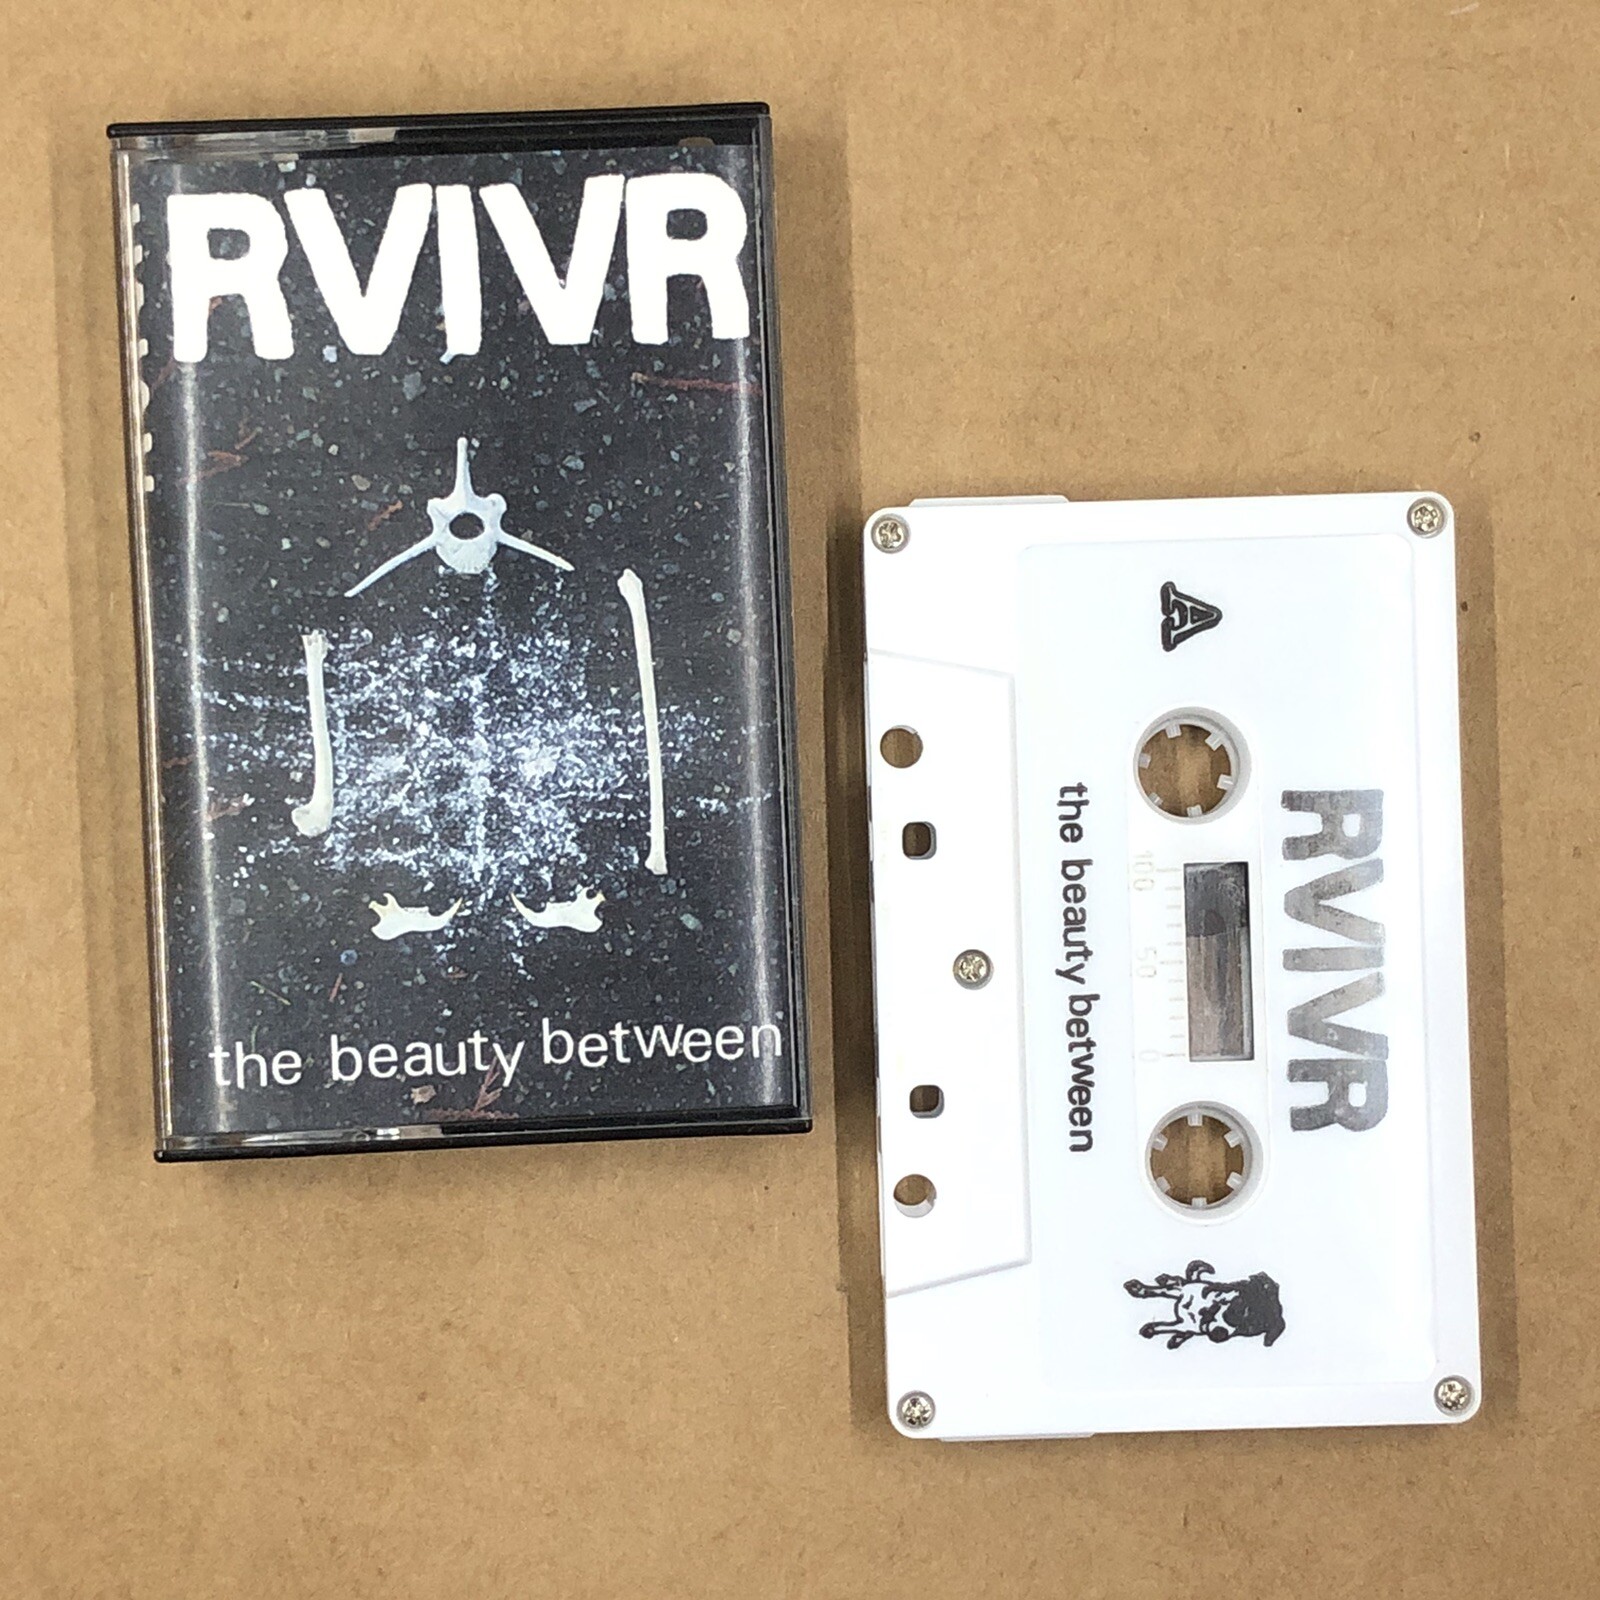 RVIVR
the beauty between
A
RVIVR
100 50 0
the beauty between